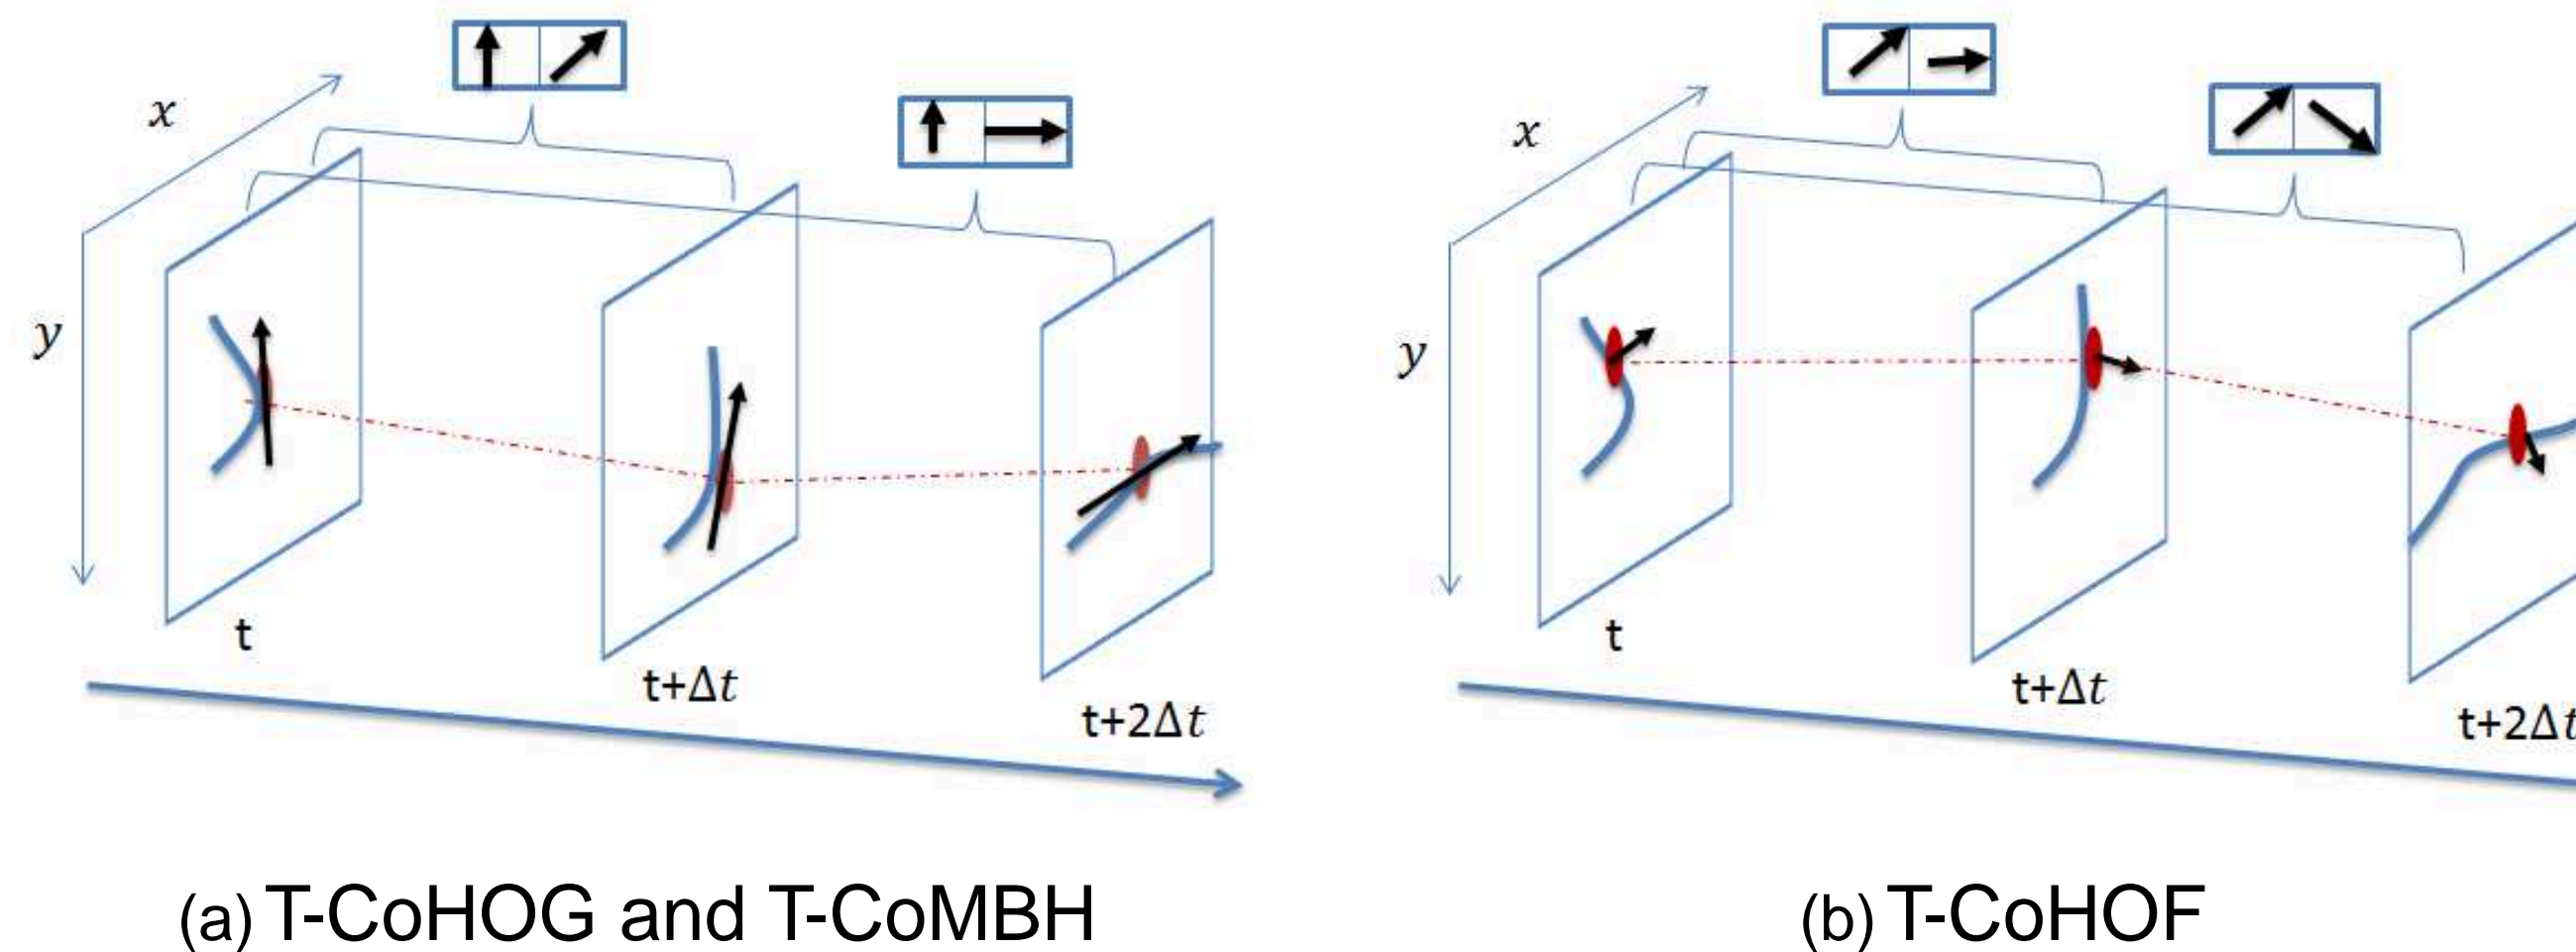 x
y
t
t+Δt
t+2Δt
(a) T-CoHOG and T-CoMBH
x
y
t
t+Δt
t+2Δt
(b) T-CoHOF